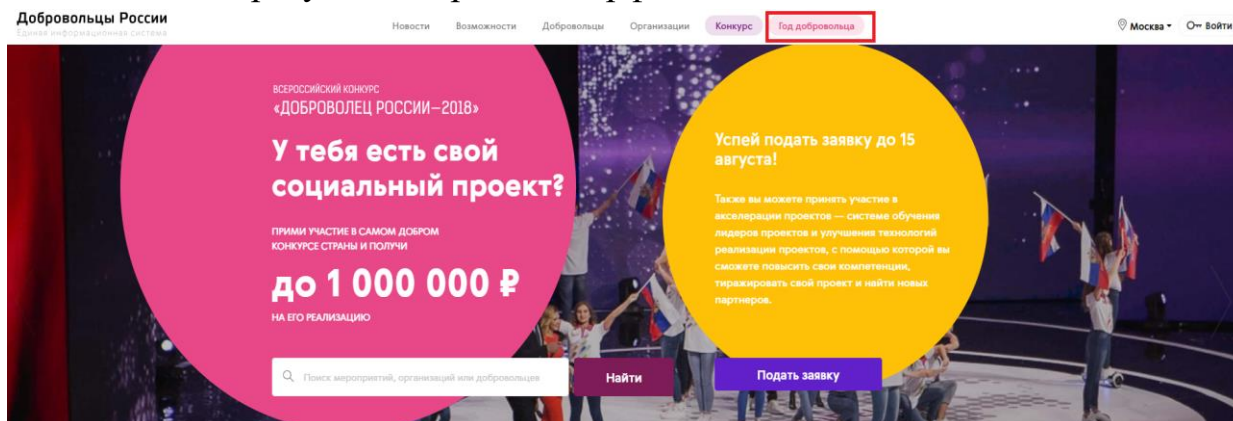 Добровольцы России
Единая информационная система
Новости Возможности Добровольцы Организации Конкурс Год добровольца Москва Войти
ВСЕРОССИЙСКИЙ КОНКУРС
«ДОБРОВОЛЕЦ РОССИИ–2018»
У тебя есть свой
социальный проект?
ПРИМИ УЧАСТИЕ В САМОМ ДОБРОМ
КОНКУРСЕ СТРАНЫ И ПОЛУЧИ
до 1 000 000 ₽
НА ЕГО РЕАЛИЗАЦИЮ
Успей подать заявку до 15
августа!
Также вы можете принять участие в
акселерации проектов — системе обучения
лидеров проектов и улучшения технологий
реализации проектов, с помощью которой вы
сможете повысить свои компетенции,
тиражировать свой проект и найти новых
партнеров.
Поиск мероприятий, организаций или добровольцев Найти
Подать заявку